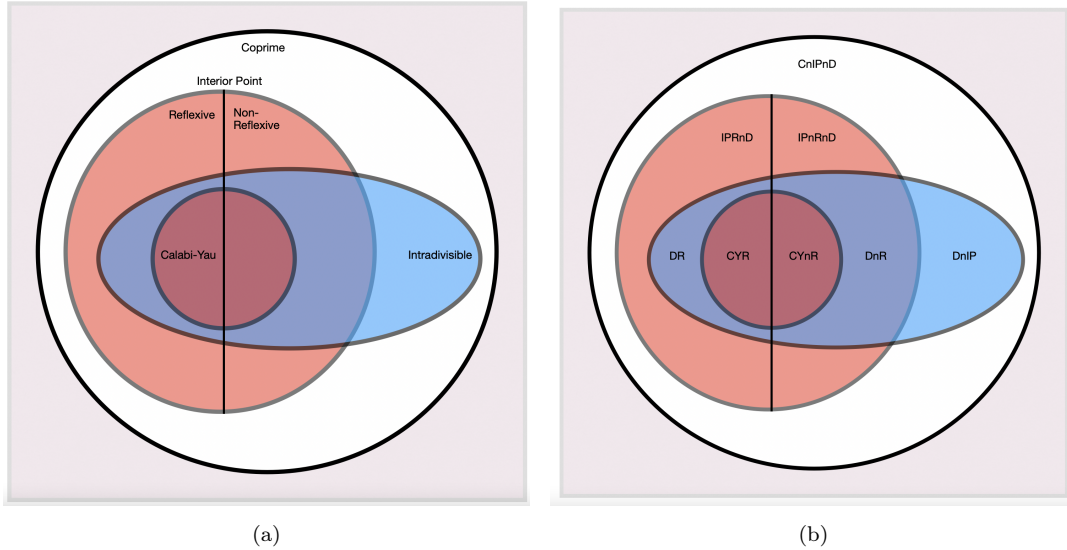 Coprime
Interior Point
Reflexive
Non-
Reflexive
Calabi-Yau
Intradivisible
(a)
CnIPnD
IPRnD
IPnRnD
DR
CYR
CYnR
DnR
DnIP
(b)